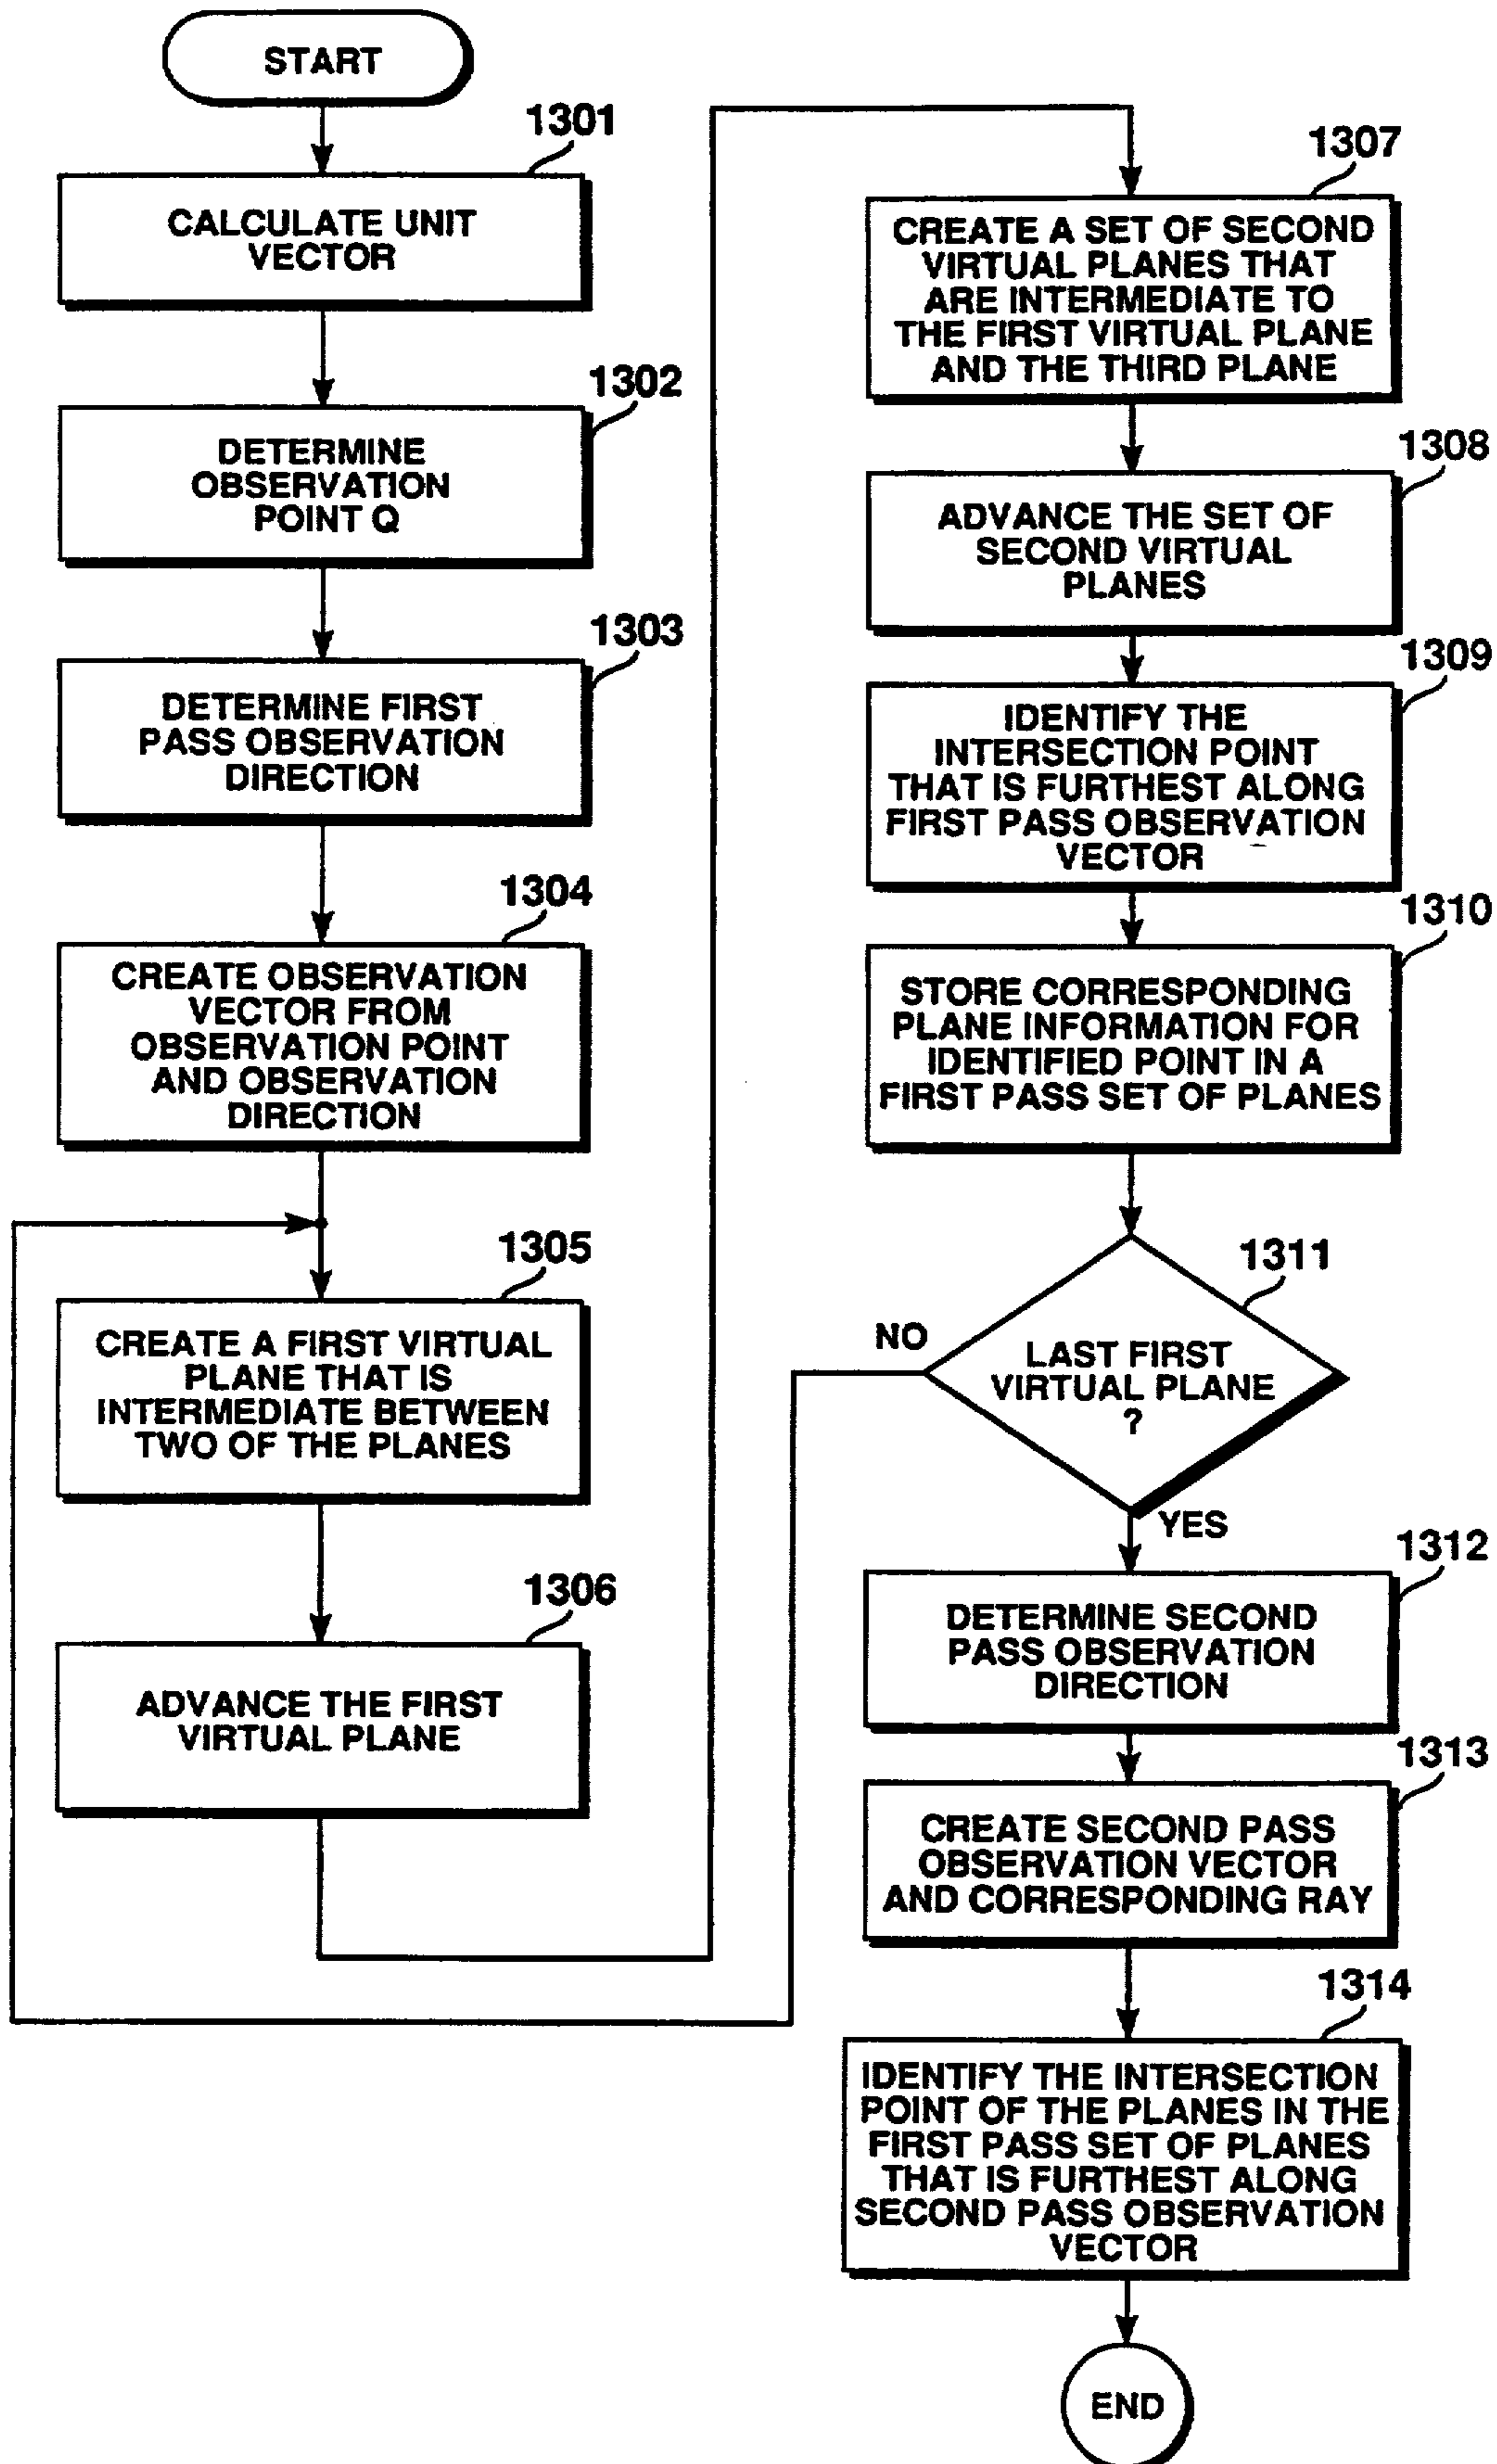 START
1301
CALCULATE UNIT
VECTOR
1302
DETERMINE
OBSERVATION
POINT Q
1303
DETERMINE FIRST
PASS OBSERVATION
DIRECTION
1304
CREATE OBSERVATION
VECTOR FROM
OBSERVATION POINT
AND OBSERVATION
DIRECTION
1305
CREATE A FIRST VIRTUAL
PLANE THAT IS
INTERMEDIATE BETWEEN
TWO OF THE PLANES
1306
ADVANCE THE FIRST
VIRTUAL PLANE
1307
CREATE A SET OF SECOND
VIRTUAL PLANES THAT
ARE INTERMEDIATE TO
THE FIRST VIRTUAL PLANE
AND THE THIRD PLANE
1308
ADVANCE THE SET OF
SECOND VIRTUAL
PLANES
1309
IDENTIFY THE
INTERSECTION POINT
THAT IS FURTHEST ALONG
FIRST PASS OBSERVATION
VECTOR
1310
STORE CORRESPONDING
PLANE INFORMATION FOR
IDENTIFIED POINT IN A
FIRST PASS SET OF PLANES
1311
NO
LAST FIRST
VIRTUAL PLANE
?
YES
1312
DETERMINE SECOND
PASS OBSERVATION
DIRECTION
1313
CREATE SECOND PASS
OBSERVATION VECTOR
AND CORRESPONDING RAY
1314
IDENTIFY THE INTERSECTION
POINT OF THE PLANES IN THE
FIRST PASS SET OF PLANES
THAT IS FURTHEST ALONG
SECOND PASS OBSERVATION
VECTOR
END